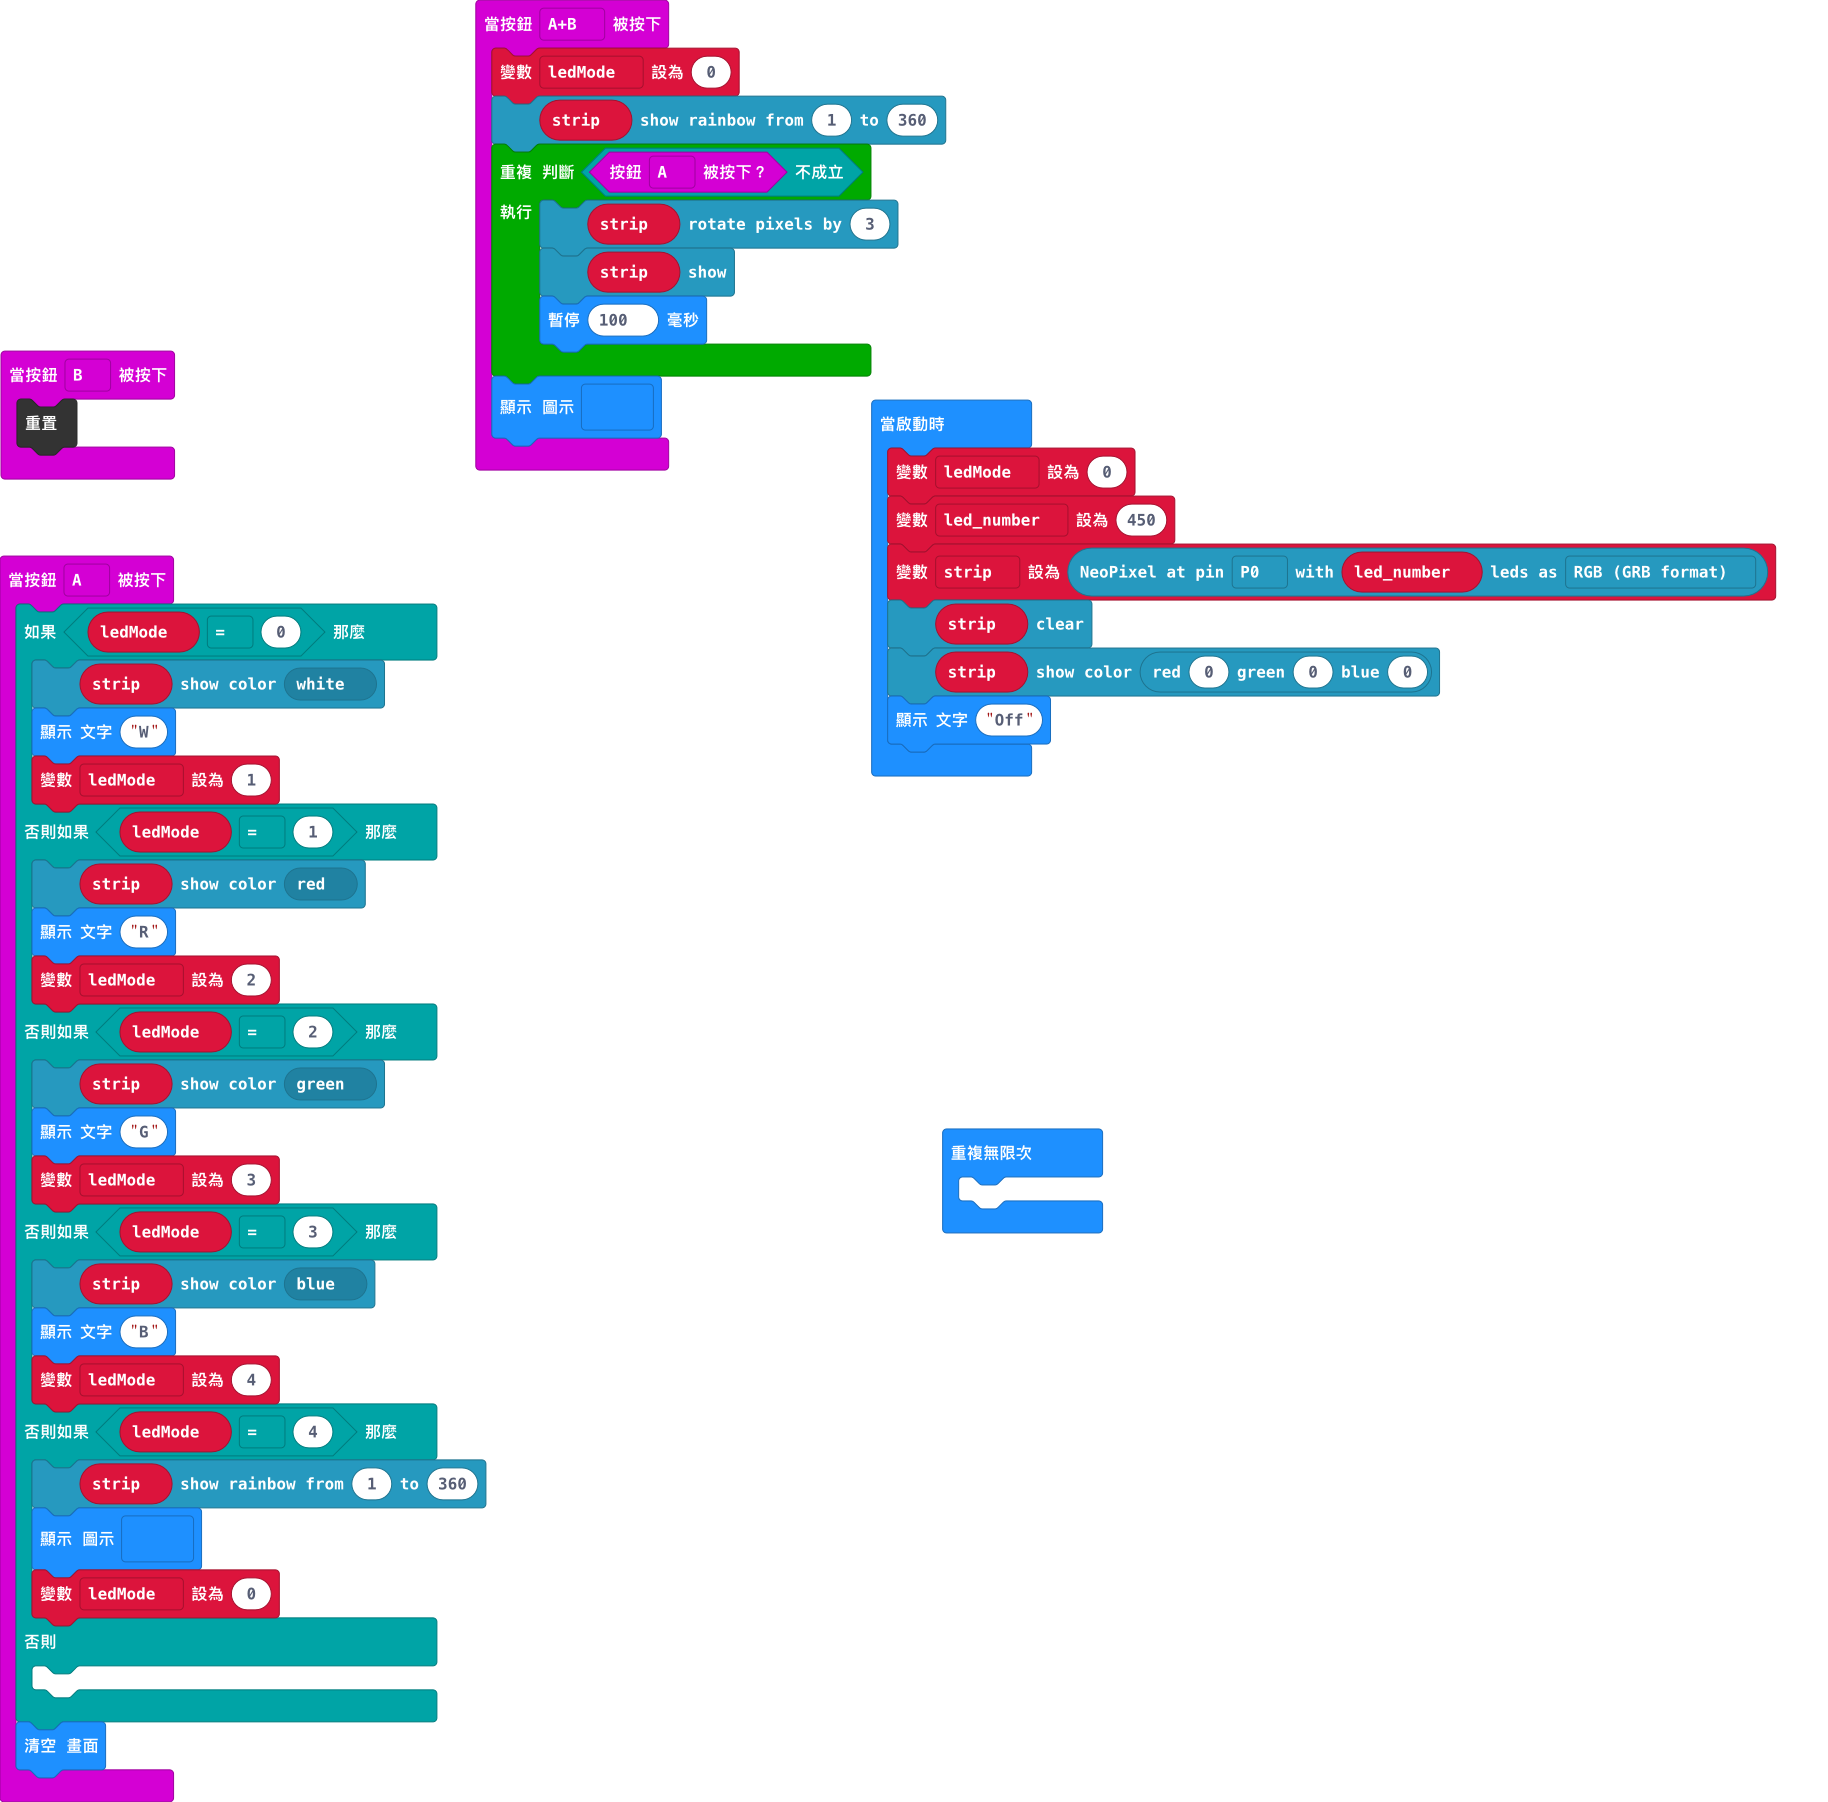 當按鈕 A+B 被按下
變數 ledMode 設為 0
strip show rainbow from 1 to 360
重複 判斷 按鈕 A 被按下？ 不成立
執行
strip rotate pixels by 3
strip show
暫停 100 毫秒
顯示 圖示
當按鈕 B 被按下
重置
當啟動時
變數 ledMode 設為 0
變數 led_number 設為 450
變數 strip 設為 NeoPixel at pin P0 with led_number leds as RGB (GRB format)
strip clear
strip show color red 0 green 0 blue 0
顯示 文字 "Off"
當按鈕 A 被按下
如果 ledMode = 0 那麼
strip show color white
顯示 文字 "W"
變數 ledMode 設為 1
否則如果 ledMode = 1 那麼
strip show color red
顯示 文字 "R"
變數 ledMode 設為 2
否則如果 ledMode = 2 那麼
strip show color green
顯示 文字 "G"
變數 ledMode 設為 3
否則如果 ledMode = 3 那麼
strip show color blue
顯示 文字 "B"
變數 ledMode 設為 4
否則如果 ledMode = 4 那麼
strip show rainbow from 1 to 360
顯示 圖示
變數 ledMode 設為 0
否則
清空 畫面
重複無限次